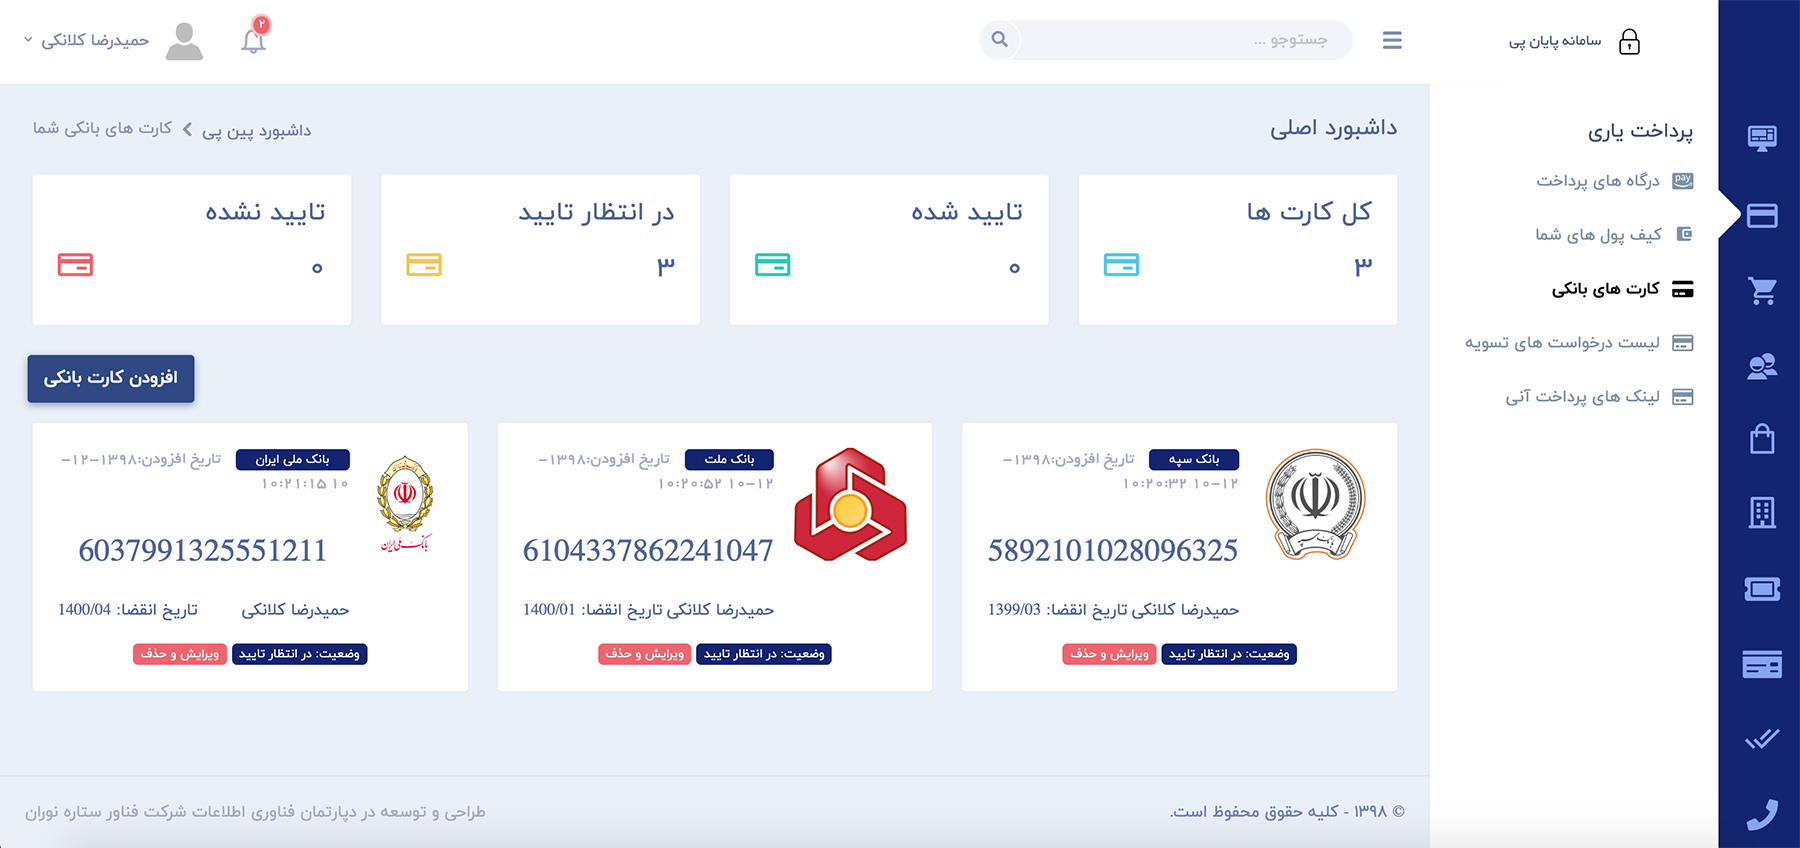 سامانه پایان پی
جستوجو ...
۲
حمیدرضا کلانکی
پرداخت یاری
pay
درگاه های پرداخت
کیف پول های شما
کارت های بانکی
لیست درخواست های تسویه
لینک های پرداخت آنی
داشبورد اصلی
داشبورد پین پی
کارت های بانکی شما
کل کارت ها
۳
تایید شده
۰
در انتظار تایید
۳
تایید نشده
۰
افزودن کارت بانکی
بانک سپه تاریخ افزودن:۱۳۹۸-
۱۲-۱۰ ۱۰:۲۰:۳۲
5892101028096325
حمیدرضا کلانکی تاریخ انقضا: 1399/03
وضعیت: در انتظار تایید ویرایش و حذف
بانک ملت تاریخ افزودن:۱۳۹۸-
۱۲-۱۰ ۱۰:۲۰:۵۲
6104337862241047
حمیدرضا کلانکی تاریخ انقضا: 1400/01
وضعیت: در انتظار تایید ویرایش و حذف
بانک ملی ایران تاریخ افزودن:۱۳۹۸-۱۲-
۱۰ ۱۰:۲۱:۱۵
بانک ملی ایران
6037991325551211
حمیدرضا کلانکی تاریخ انقضا: 1400/04
وضعیت: در انتظار تایید ویرایش و حذف
© ۱۳۹۸ - کلیه حقوق محفوظ است.
طراحی و توسعه در دپارتمان فناوری اطلاعات شرکت فناور ستاره نوران